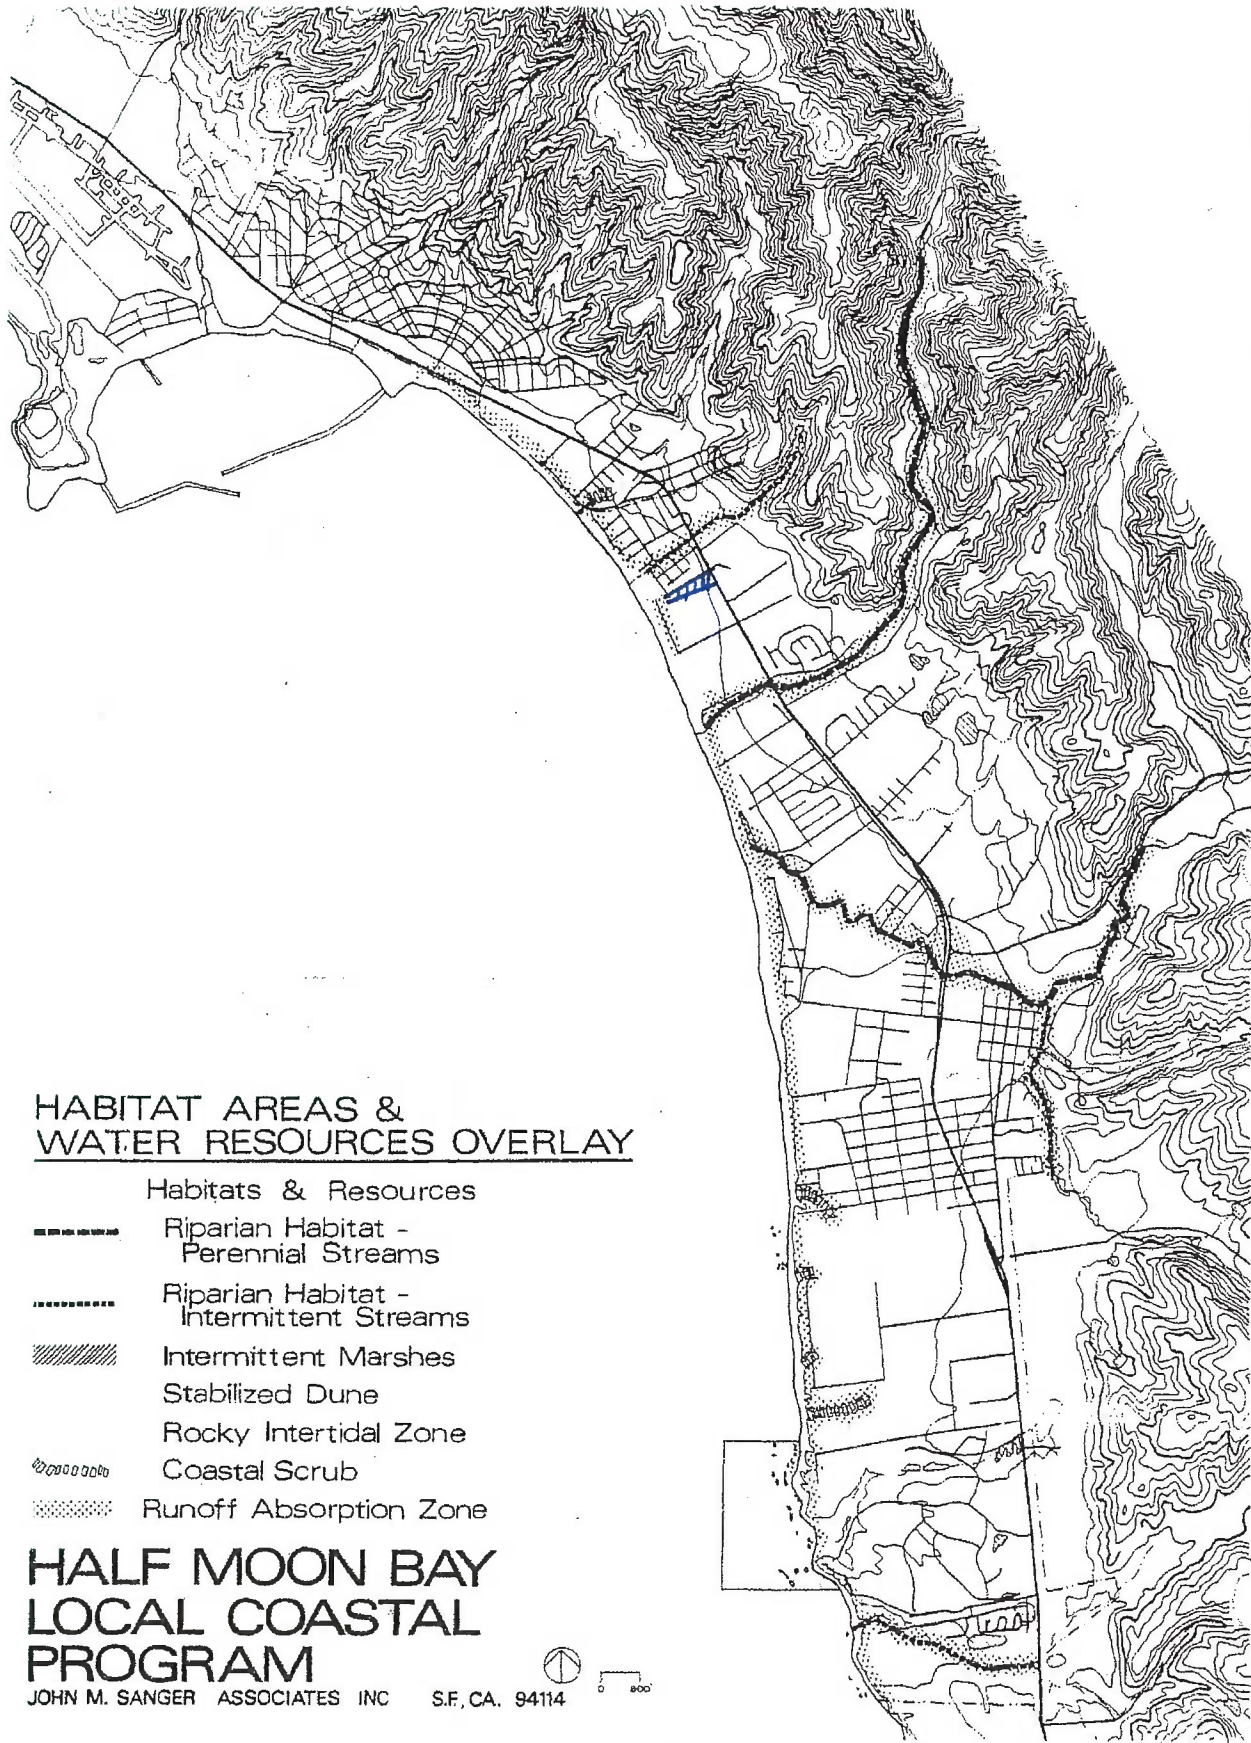 HABITAT AREAS &
WATER RESOURCES OVERLAY
Habitats & Resources
Riparian Habitat -
Perennial Streams
Riparian Habitat -
Intermittent Streams
Intermittent Marshes
Stabilized Dune
Rocky Intertidal Zone
Coastal Scrub
Runoff Absorption Zone
HALF MOON BAY
LOCAL COASTAL
PROGRAM
JOHN M. SANGER ASSOCIATES INC S.F., CA. 94114
0 800'